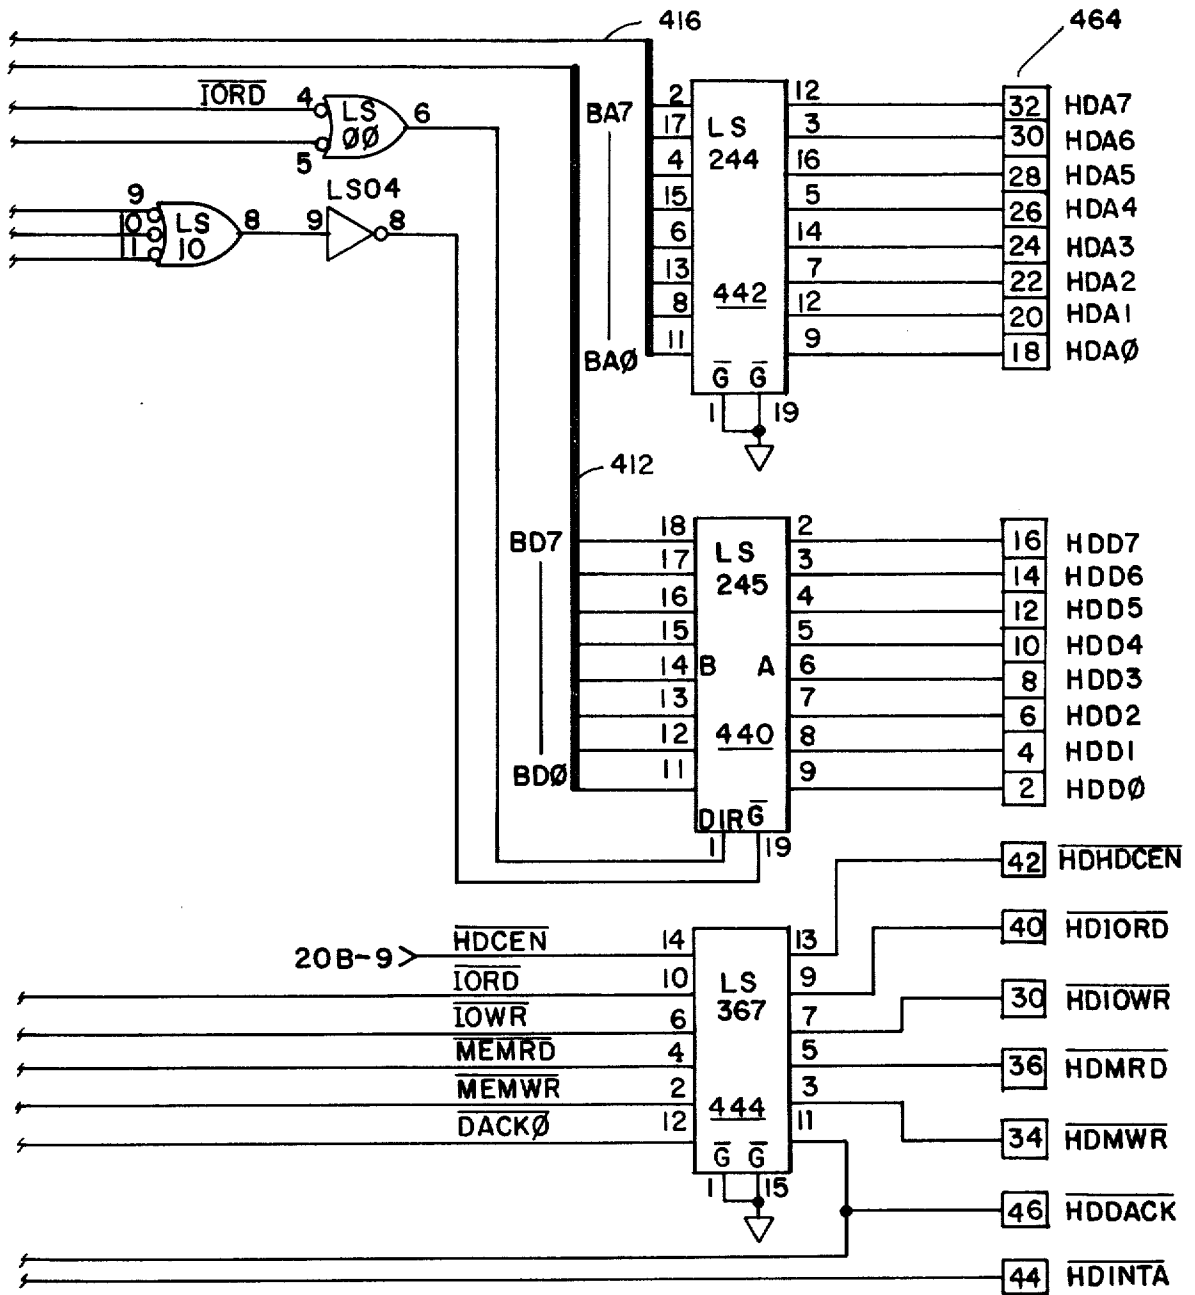 416
464
IORD
4
LS
00
6
5
LS04
9
10
11
LS
10
8
9
8
BA7
BA0
2
17
4
15
6
13
8
11
LS
244
442
G G
1
19
12
3
16
5
14
7
12
9
32 HDA7
30 HDA6
28 HDA5
26 HDA4
24 HDA3
22 HDA2
20 HDA1
18 HDAØ
412
BD7
BDØ
18
17
16
15
14
13
12
11
LS
245
B A
440
DIR G
1
19
2
3
4
5
6
7
8
9
16 HDD7
14 HDD6
12 HDD5
10 HDD4
8 HDD3
6 HDD2
4 HDD1
2 HDDØ
42 HDHDCEN
40 HDIORD
30 HDIOWR
36 HDMRD
34 HDMWR
46 HDDACK
44 HDINTA
20B-9
HDCEN
IORD
IOWR
MEMRD
MEMWR
DACKØ
14
10
6
4
2
12
LS
367
444
G G
1
15
13
9
7
5
3
11